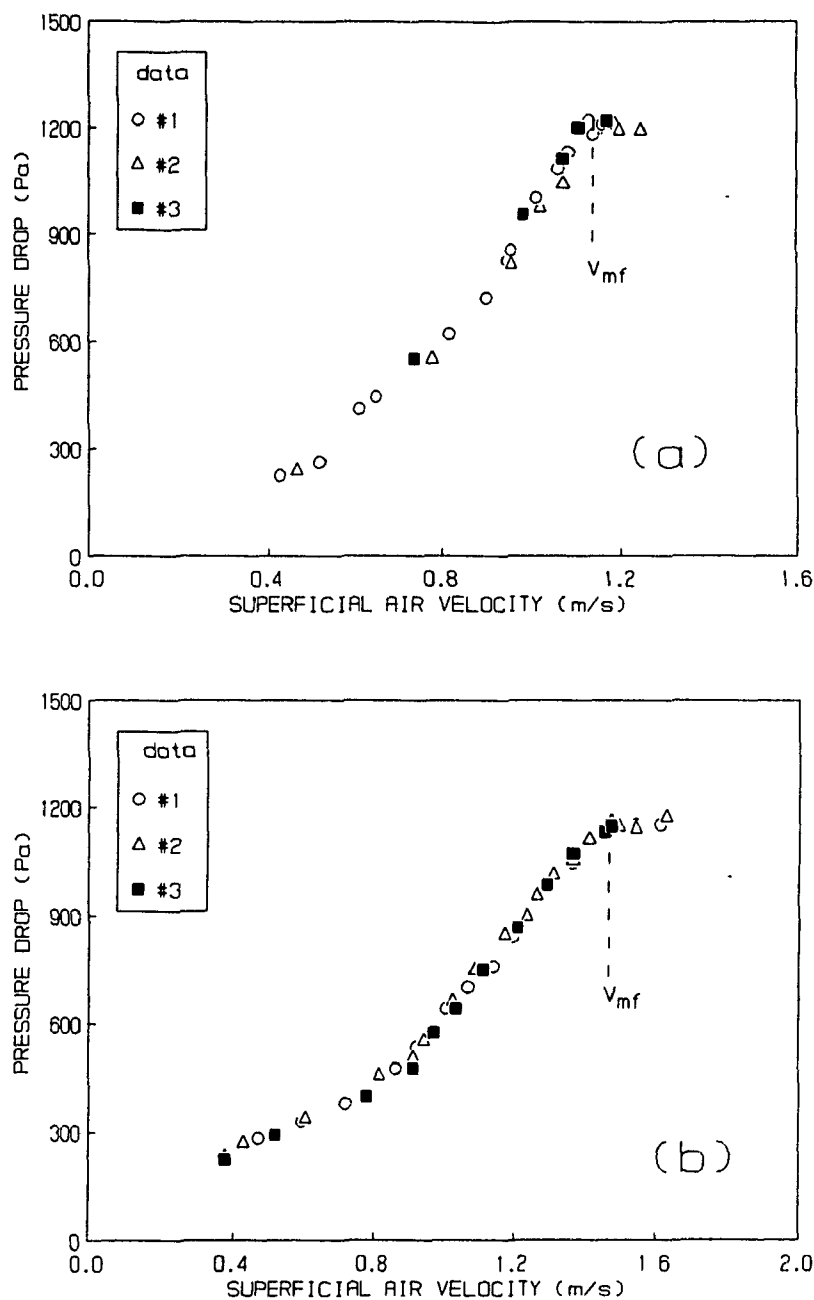 1500
1200
900
600
300
0
PRESSURE DROP (Pa)
data
#1
#2
#3
Vmf
(a)
0.0
0.4
0.8
1.2
1.6
SUPERFICIAL AIR VELOCITY (m/s)
1500
1200
900
600
300
0
PRESSURE DROP (Pa)
data
#1
#2
#3
Vmf
(b)
0.0
0.4
0.8
1.2
1 6
2.0
SUPERFICIAL AIR VELOCITY (m/s)